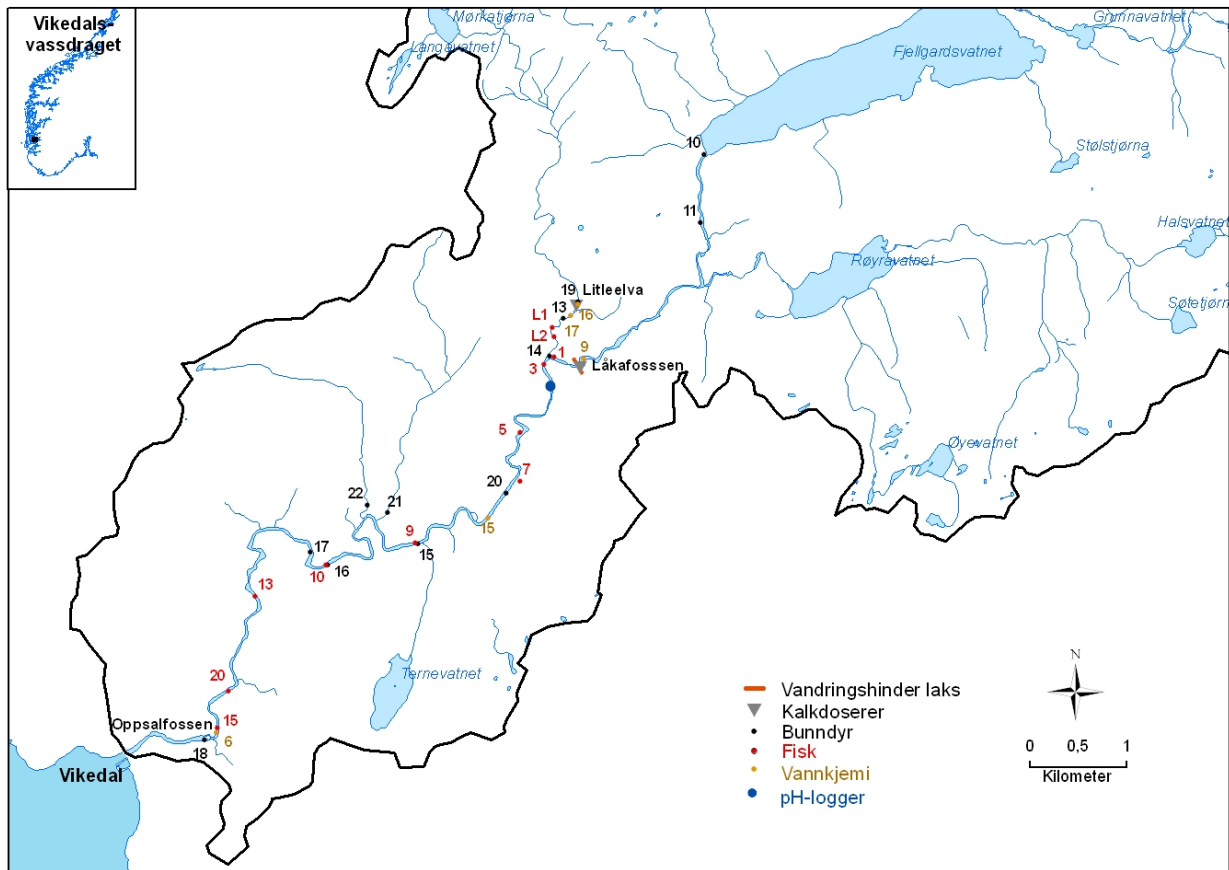 Vikedals-
vassdraget
Mørkatjørna
Langavatnet
Grønnavatnet
Fjellgardsvatnet
Stølstjørna
Halsvatnet
Røyravatnet
Søtetjørn
Øyevatnet
Ternevatnet
10
11
19
Litleelva
13
16
L1
17
L2
14
1
9
3
Låkafosssen
5
7
20
15
22
21
9
15
17
10
16
13
20
Oppsalfossen
15
6
18
Vikedal
Vandringshinder laks
Kalkdoserer
Bunndyr
Fisk
Vannkjemi
pH-logger
N
0
0,5
1
Kilometer